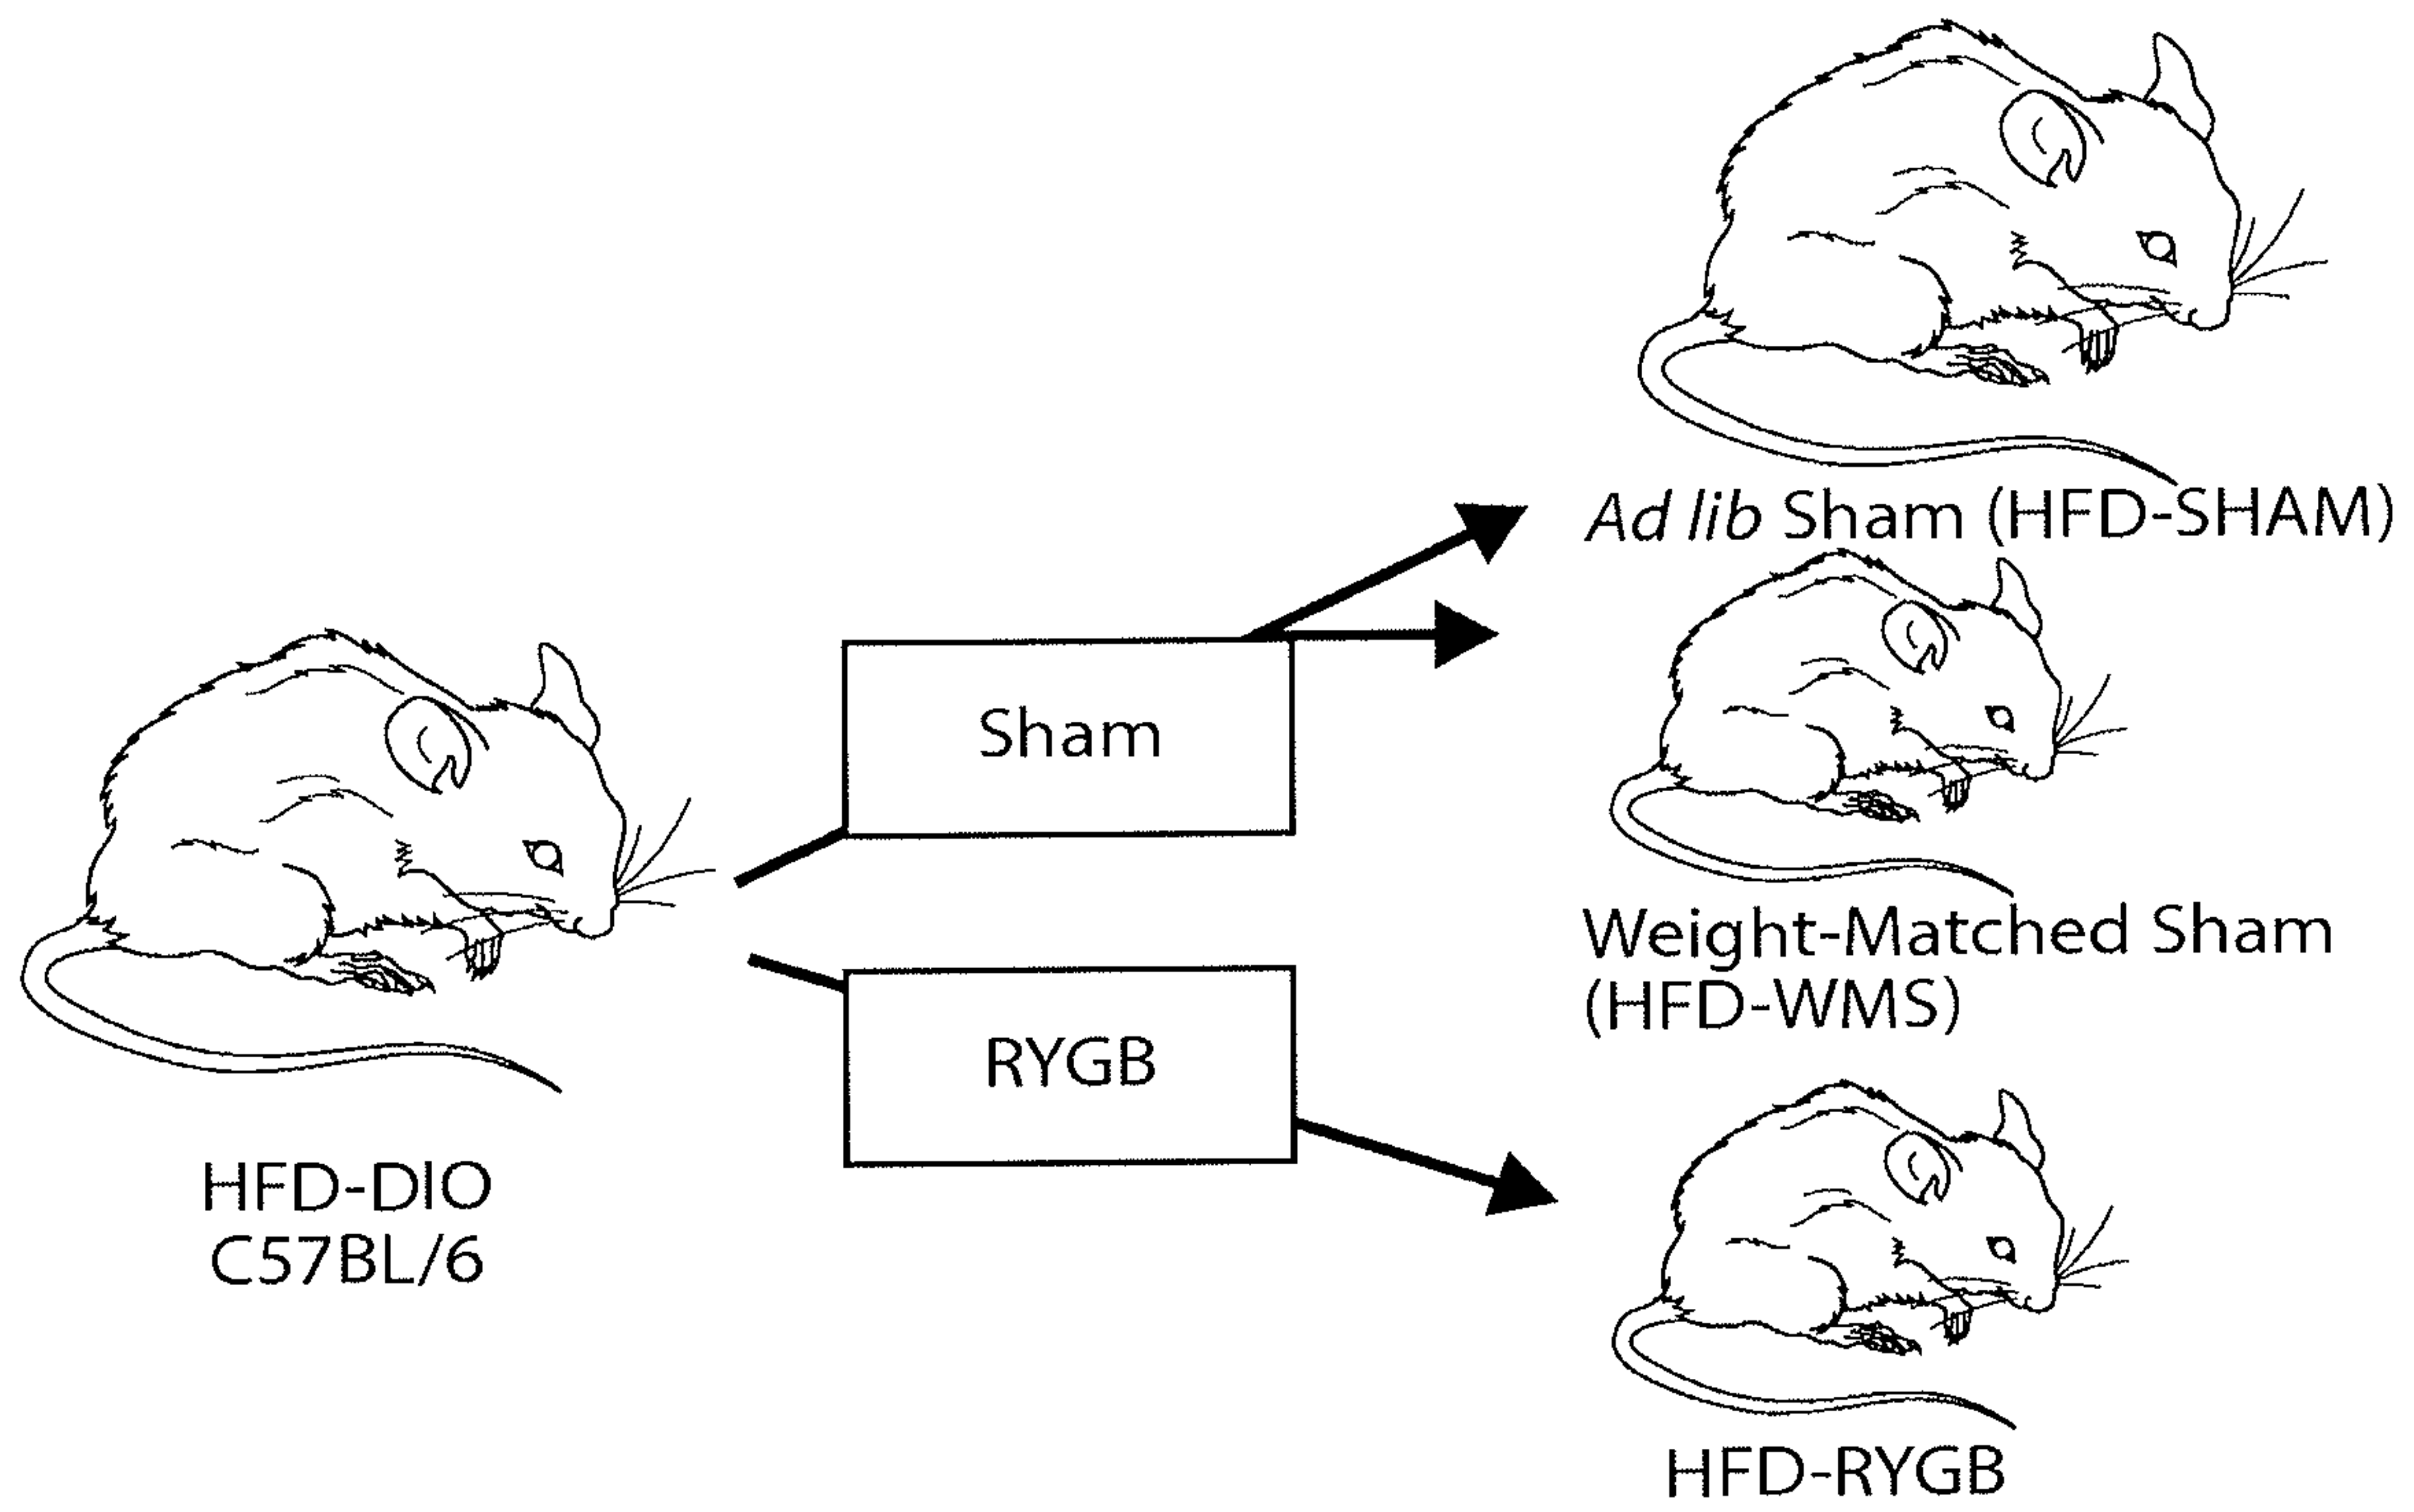 HFD-DIO
C57BL/6
Sham
RYGB
Ad lib Sham (HFD-SHAM)
Weight-Matched Sham
(HFD-WMS)
HFD-RYGB